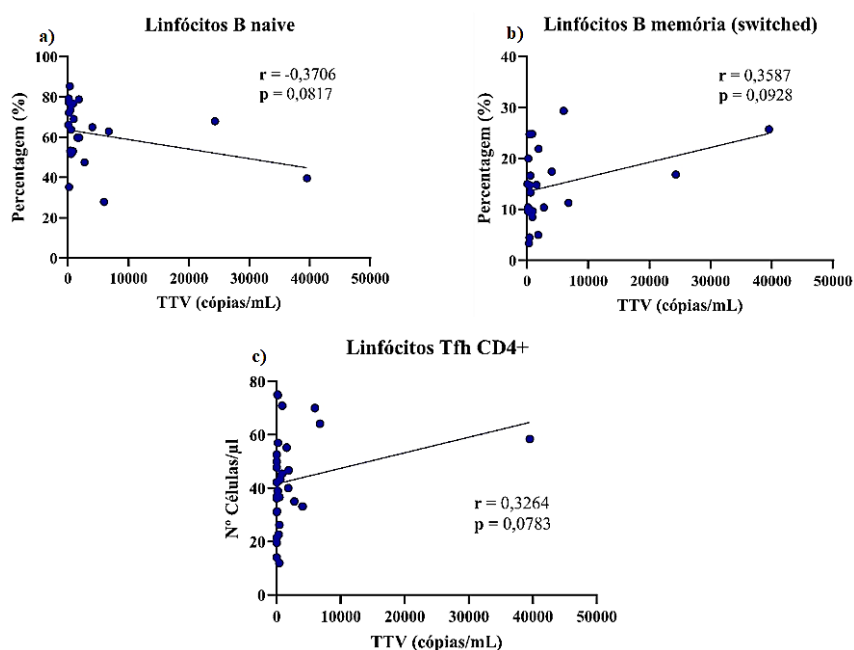 a)
Linfócitos B naive
r = -0,3706
p = 0,0817
Percentagem (%)
100
80
60
40
20
0
0 10000 20000 30000 40000 50000
TTV (cópias/mL)
b)
Linfócitos B memória (switched)
r = 0,3587
p = 0,0928
Percentagem (%)
40
30
20
10
0
0 10000 20000 30000 40000 50000
TTV (cópias/mL)
c)
Linfócitos Tfh CD4+
r = 0,3264
p = 0,0783
Nº Células/µl
80
60
40
20
0
0 10000 20000 30000 40000 50000
TTV (cópias/mL)